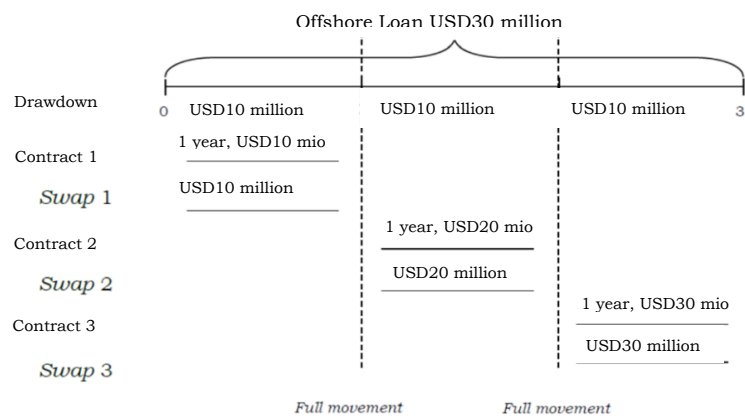 Offshore Loan USD30 million
Drawdown
0 USD10 million USD10 million USD10 million 3
1 year, USD10 mio
Contract 1
USD10 million
Swap 1
1 year, USD20 mio
Contract 2
USD20 million
Swap 2
1 year, USD30 mio
Contract 3
USD30 million
Swap 3
Full movement Full movement